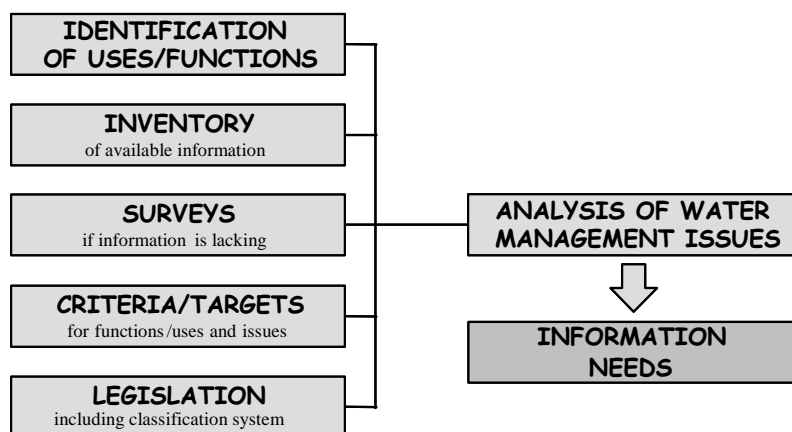 IDENTIFICATION
OF USES/FUNCTIONS
INVENTORY
of available information
SURVEYS
if information is lacking
CRITERIA/TARGETS
for functions/uses and issues
LEGISLATION
including classification system
ANALYSIS OF WATER
MANAGEMENT ISSUES
INFORMATION
NEEDS